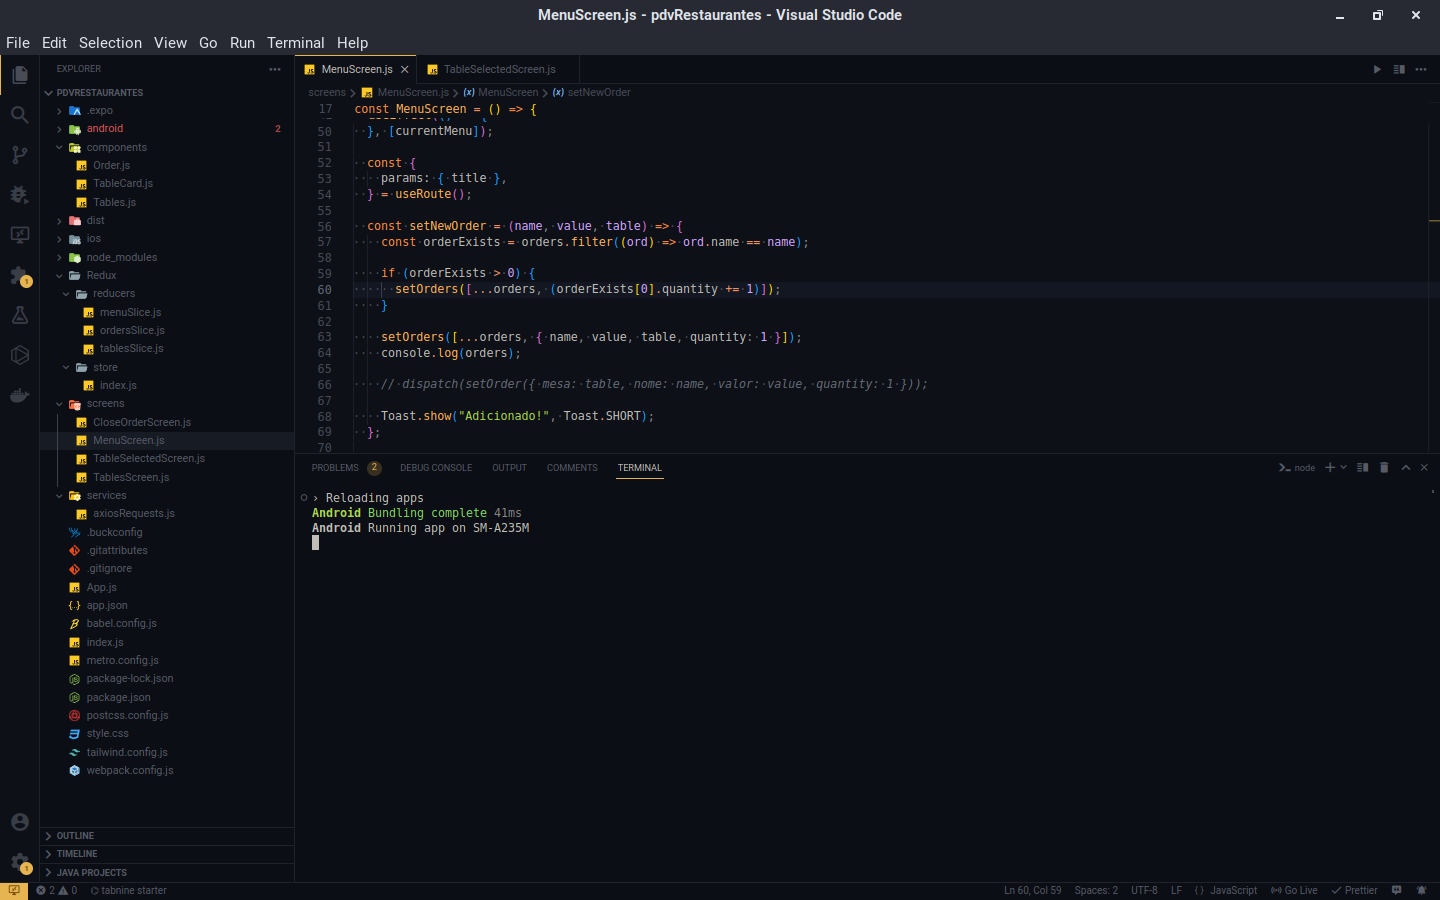 MenuScreen.js - pdvRestaurantes - Visual Studio Code
File Edit Selection View Go Run Terminal Help
EXPLORER
PDVRESTAURANTES
.expo
android 2
components
Order.js
TableCard.js
Tables.js
dist
ios
node_modules
Redux
reducers
menuSlice.js
ordersSlice.js
tablesSlice.js
store
index.js
screens
CloseOrderScreen.js
MenuScreen.js
TableSelectedScreen.js
TablesScreen.js
services
axiosRequests.js
.buckconfig
.gitattributes
.gitignore
App.js
app.json
babel.config.js
index.js
metro.config.js
package-lock.json
package.json
postcss.config.js
style.css
tailwind.config.js
webpack.config.js
OUTLINE
TIMELINE
JAVA PROJECTS
MenuScreen.js TableSelectedScreen.js
screens > MenuScreen.js > MenuScreen > setNewOrder
17 const MenuScreen = () => {
50 }, [currentMenu]);
51
52 const {
53 params: { title },
54 } = useRoute();
55
56 const setNewOrder = (name, value, table) => {
57 const orderExists = orders.filter((ord) => ord.name == name);
58
59 if (orderExists > 0) {
60 setOrders([...orders, (orderExists[0].quantity += 1)]);
61 }
62
63 setOrders([...orders, { name, value, table, quantity: 1 }]);
64 console.log(orders);
65
66 // dispatch(setOrder({ mesa: table, nome: name, valor: value, quantity: 1 }));
67
68 Toast.show("Adicionado!", Toast.SHORT);
69 };
70
PROBLEMS 2 DEBUG CONSOLE OUTPUT COMMENTS TERMINAL node
› Reloading apps
Android Bundling complete 41ms
Android Running app on SM-A235M
2 0 tabnine starter Ln 60, Col 59 Spaces: 2 UTF-8 LF {} JavaScript Go Live Prettier